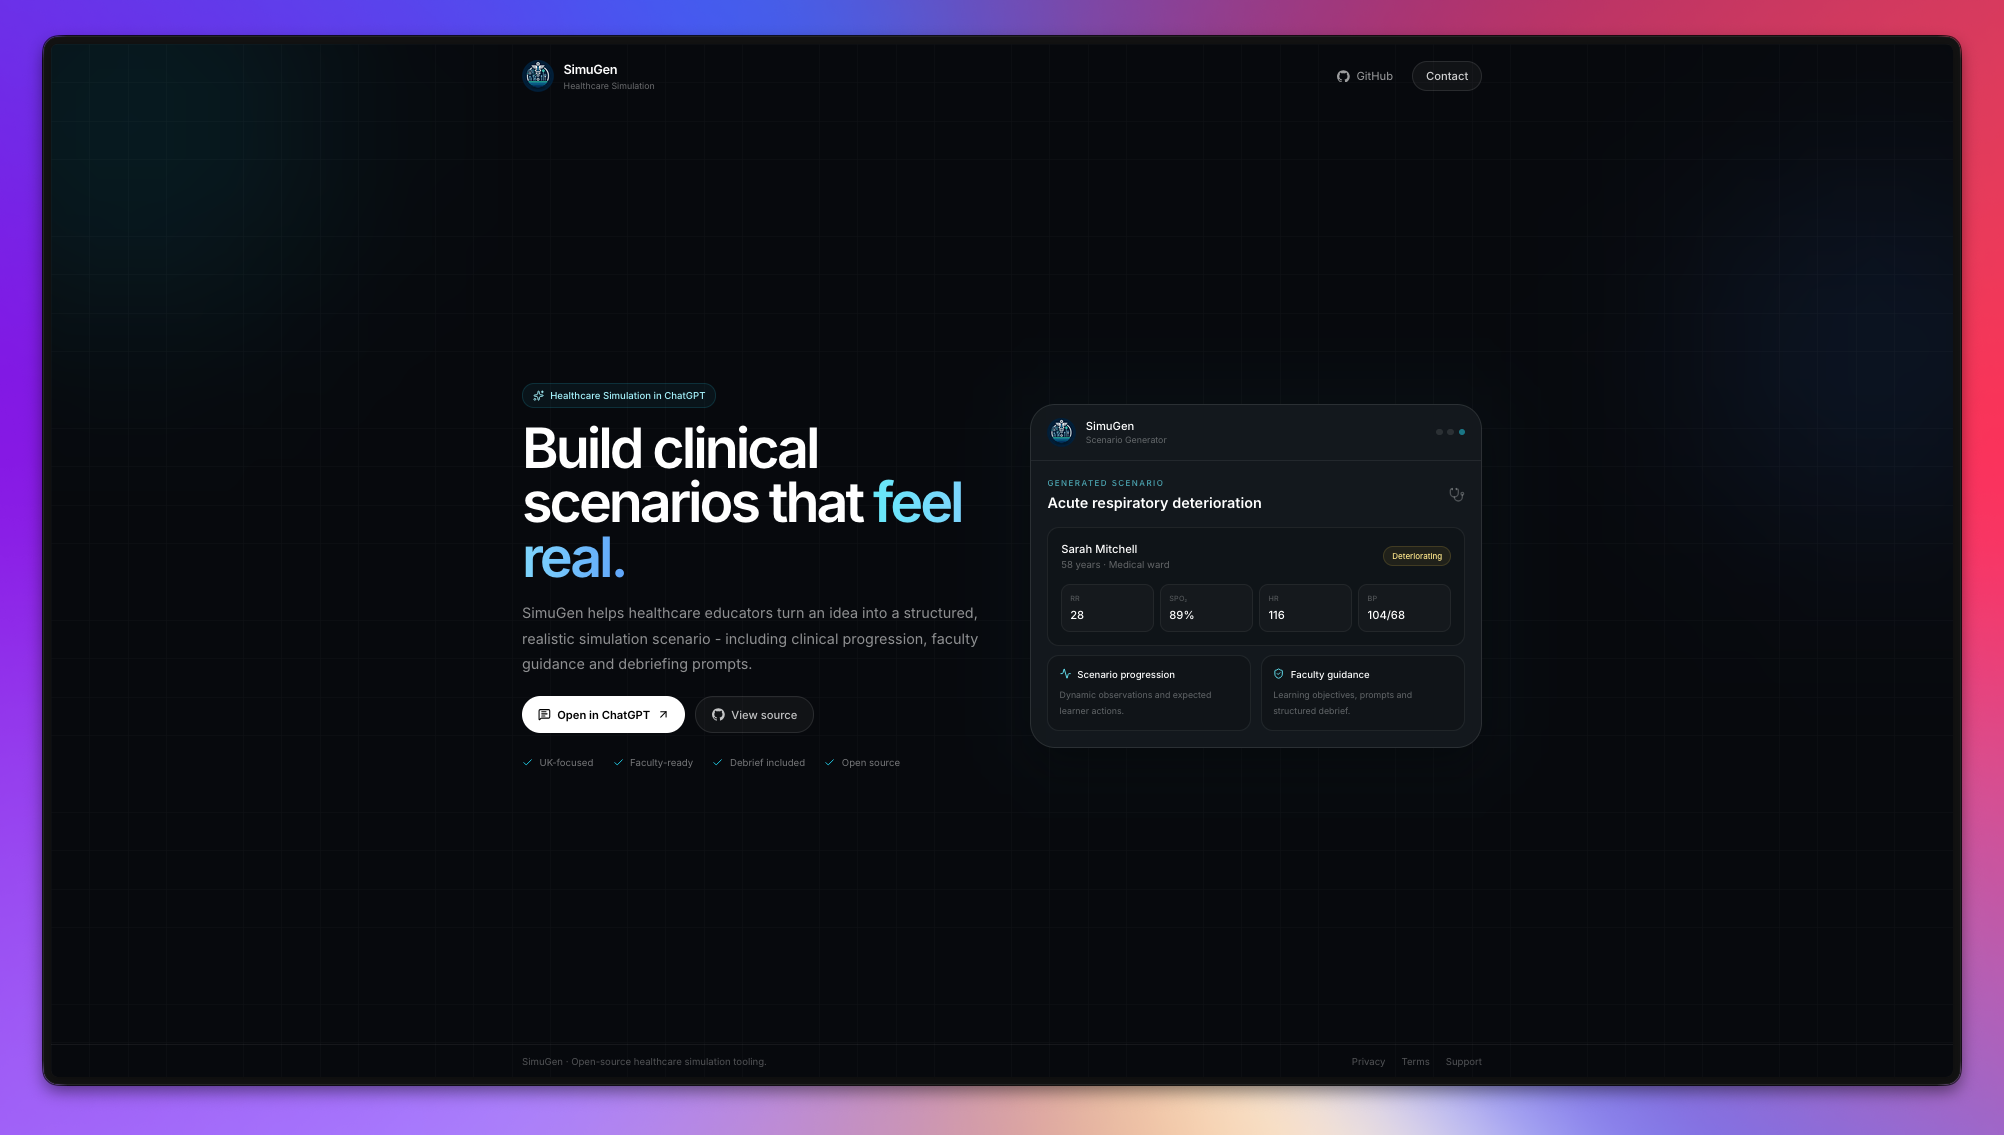 SimuGen
Healthcare Simulation
GitHub
Contact
Healthcare Simulation in ChatGPT
Build clinical
scenarios that feel
real.
SimuGen helps healthcare educators turn an idea into a structured,
realistic simulation scenario - including clinical progression, faculty
guidance and debriefing prompts.
Open in ChatGPT
View source
UK-focused
Faculty-ready
Debrief included
Open source
SimuGen
Scenario Generator
GENERATED SCENARIO
Acute respiratory deterioration
Sarah Mitchell
58 years · Medical ward
Deteriorating
RR
28
SPO₂
89%
HR
116
BP
104/68
Scenario progression
Dynamic observations and expected
learner actions.
Faculty guidance
Learning objectives, prompts and
structured debrief.
SimuGen · Open-source healthcare simulation tooling.
Privacy
Terms
Support